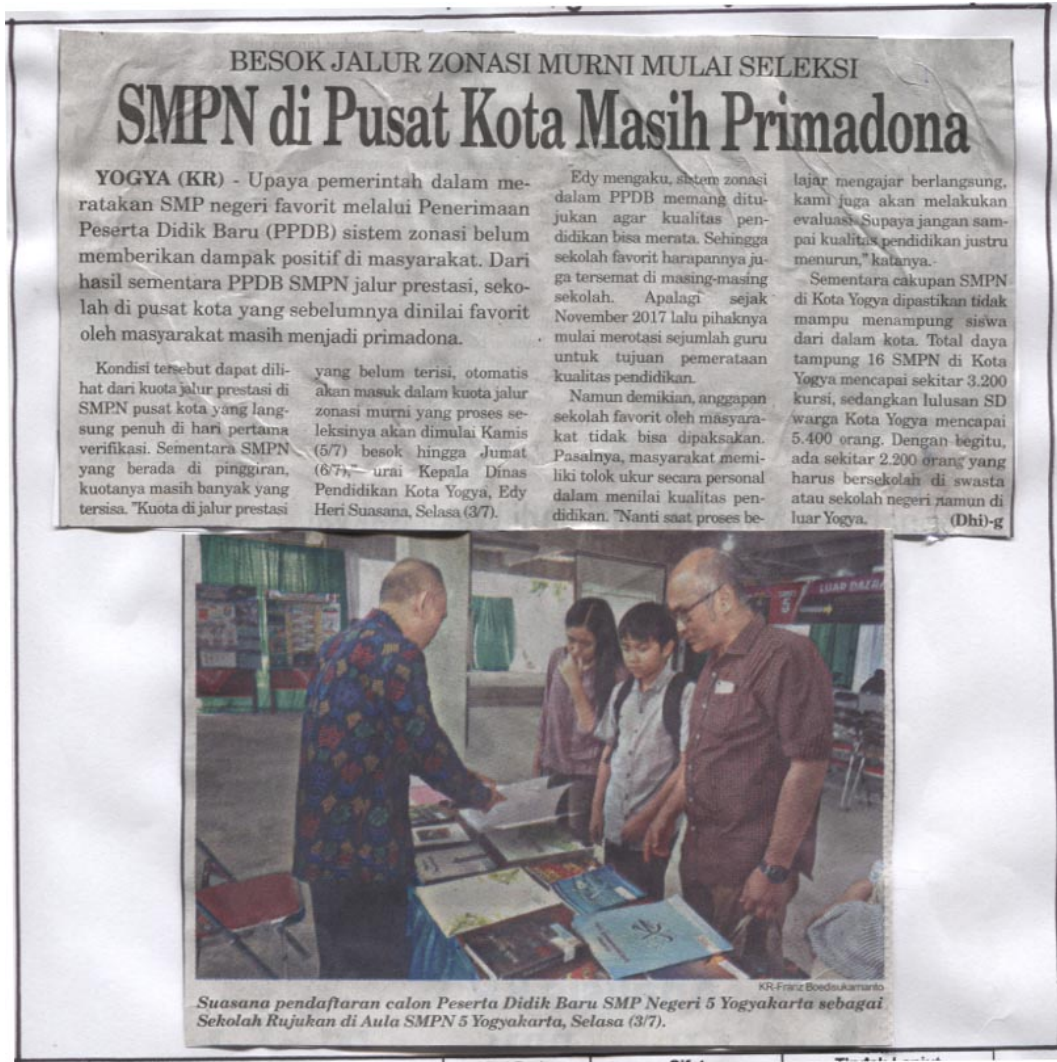 BESOK JALUR ZONASI MURNI MULAI SELEKSI
SMPN di Pusat Kota Masih Primadona
YOGYA (KR) - Upaya pemerintah dalam me-
ratakan SMP negeri favorit melalui Penerimaan
Peserta Didik Baru (PPDB) sistem zonasi belum
memberikan dampak positif di masyarakat. Dari
hasil sementara PPDB SMPN jalur prestasi, seko-
lah di pusat kota yang sebelumnya dinilai favorit
oleh masyarakat masih menjadi primadona.
Kondisi tersebut dapat dili-
hat dari kuota jalur prestasi di
SMPN pusat kota yang lang-
sung penuh di hari pertama
verifikasi. Sementara SMPN
yang berada di pinggiran,
kuotanya masih banyak yang
tersisa. "Kuota di jalur prestasi
yang belum terisi, otomatis
akan masuk dalam kuota jalur
zonasi murni yang proses se-
leksinya akan dimulai Kamis
(5/7) besok hingga Jumat
(6/7)," urai Kepala Dinas
Pendidikan Kota Yogya, Edy
Heri Suasana, Selasa (3/7).
Edy mengaku, sistem zonasi
dalam PPDB memang ditu-
jukan agar kualitas pen-
didikan bisa merata. Sehingga
sekolah favorit harapannya ju-
ga tersemat di masing-masing
sekolah. Apalagi sejak
November 2017 lalu pihaknya
mulai merotasi sejumlah guru
untuk tujuan pemerataan
kualitas pendidikan.
Namun demikian, anggapan
sekolah favorit oleh masyara-
kat tidak bisa dipaksakan.
Pasalnya, masyarakat memi-
liki tolok ukur secara personal
dalam menilai kualitas pen-
didikan. "Nanti saat proses be-
lajar mengajar berlangsung,
kami juga akan melakukan
evaluasi. Supaya jangan sam-
pai kualitas pendidikan justru
menurun," katanya.
Sementara cakupan SMPN
di Kota Yogya dipastikan tidak
mampu menampung siswa
dari dalam kota. Total daya
tampung 16 SMPN di Kota
Yogya mencapai sekitar 3.200
kursi, sedangkan lulusan SD
warga Kota Yogya mencapai
5.400 orang. Dengan begitu,
ada sekitar 2.200 orang yang
harus bersekolah di swasta
atau sekolah negeri namun di
luar Yogya. (Dhi)-g
5
LUAR DAERA
KR-Franz Boedisukarnanto
Suasana pendaftaran calon Peserta Didik Baru SMP Negeri 5 Yogyakarta sebagai
Sekolah Rujukan di Aula SMPN 5 Yogyakarta, Selasa (3/7).